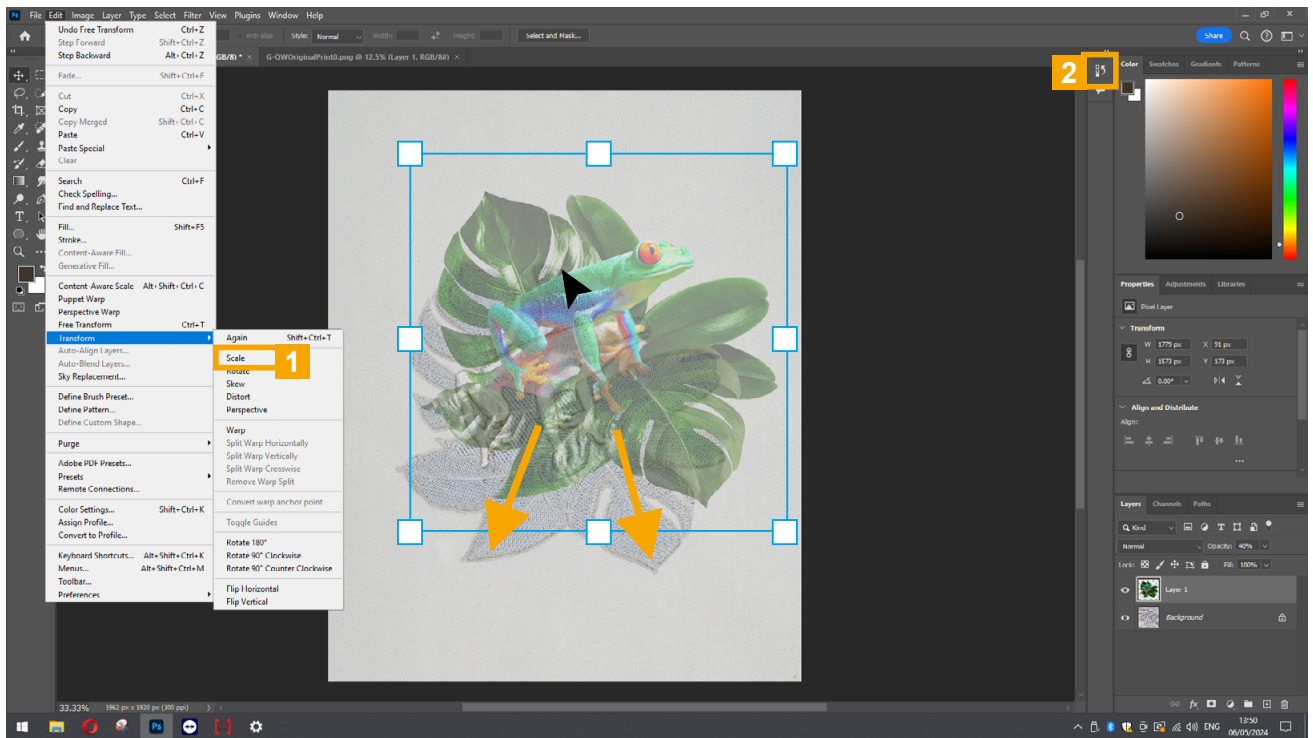 Ps File Edit Image Layer Type Select Filter View Plugins Window Help
Anti-alias Style: Normal Width: Height: Select and Mask... Share
GB/8) * × G-QWOriginalPrint0.png @ 12.5% (Layer 1, RGB/8#) ×
Undo Free Transform Ctrl+Z
Step Forward Shift+Ctrl+Z
Step Backward Alt+Ctrl+Z
Fade... Shift+Ctrl+F
Cut Ctrl+X
Copy Ctrl+C
Copy Merged Shift+Ctrl+C
Paste Ctrl+V
Paste Special
Clear
Search Ctrl+F
Check Spelling...
Find and Replace Text...
Fill... Shift+F5
Stroke...
Content-Aware Fill...
Generative Fill...
Content-Aware Scale Alt+Shift+Ctrl+C
Puppet Warp
Perspective Warp
Free Transform Ctrl+T
Transform
Auto-Align Layers...
Auto-Blend Layers...
Sky Replacement...
Define Brush Preset...
Define Pattern...
Define Custom Shape...
Purge
Adobe PDF Presets...
Presets
Remote Connections...
Color Settings... Shift+Ctrl+K
Assign Profile...
Convert to Profile...
Keyboard Shortcuts... Alt+Shift+Ctrl+K
Menus... Alt+Shift+Ctrl+M
Toolbar...
Preferences
Again Shift+Ctrl+T
Scale
1
Rotate
Skew
Distort
Perspective
Warp
Split Warp Horizontally
Split Warp Vertically
Split Warp Crosswise
Remove Warp Split
Convert warp anchor point
Toggle Guides
Rotate 180°
Rotate 90° Clockwise
Rotate 90° Counter Clockwise
Flip Horizontal
Flip Vertical
2
Color Swatches Gradients Patterns
Properties Adjustments Libraries
Pixel Layer
Transform
W 1779 px X 91 px
H 1573 px Y 173 px
0.00°
Align and Distribute
Align:
...
Layers Channels Paths
Kind
Normal Opacity: 40%
Lock: Fill: 100%
Layer 1
Background
fx
33.33% 1962 px x 1920 px (300 ppi)
Ps
ENG
13:50
06/05/2024